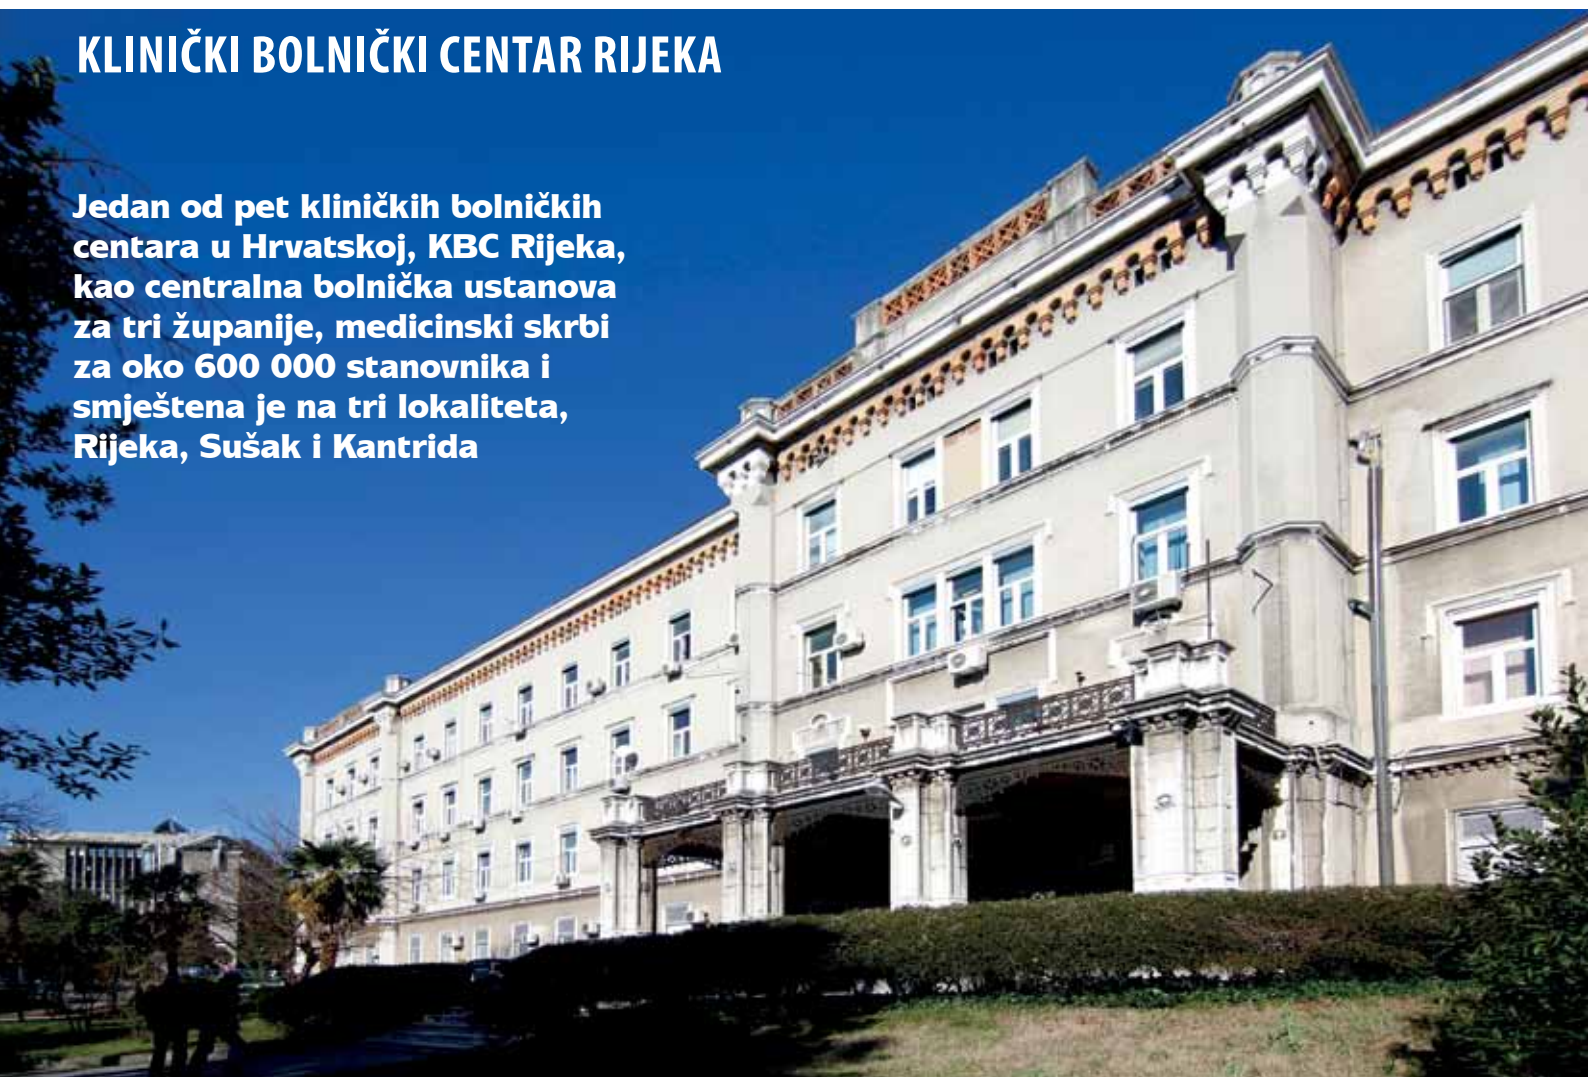 KLINIČKI BOLNIČKI CENTAR RIJEKA
Jedan od pet kliničkih bolničkih
centara u Hrvatskoj, KBC Rijeka,
kao centralna bolnička ustanova
za tri županije, medicinski skrbi
za oko 600 000 stanovnika i
smještena je na tri lokaliteta,
Rijeka, Sušak i Kantrida